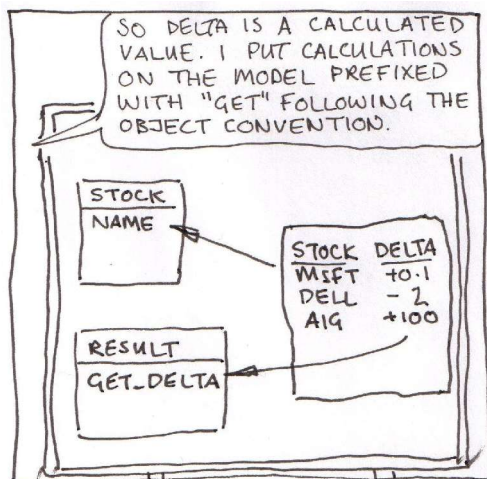 SO DELTA IS A CALCULATED
VALUE. I PUT CALCULATIONS
ON THE MODEL PREFIXED
WITH "GET" FOLLOWING THE
OBJECT CONVENTION.
STOCK
NAME
STOCK DELTA
MSFT +0.1
DELL - 2
AIG +100
RESULT
GET_DELTA